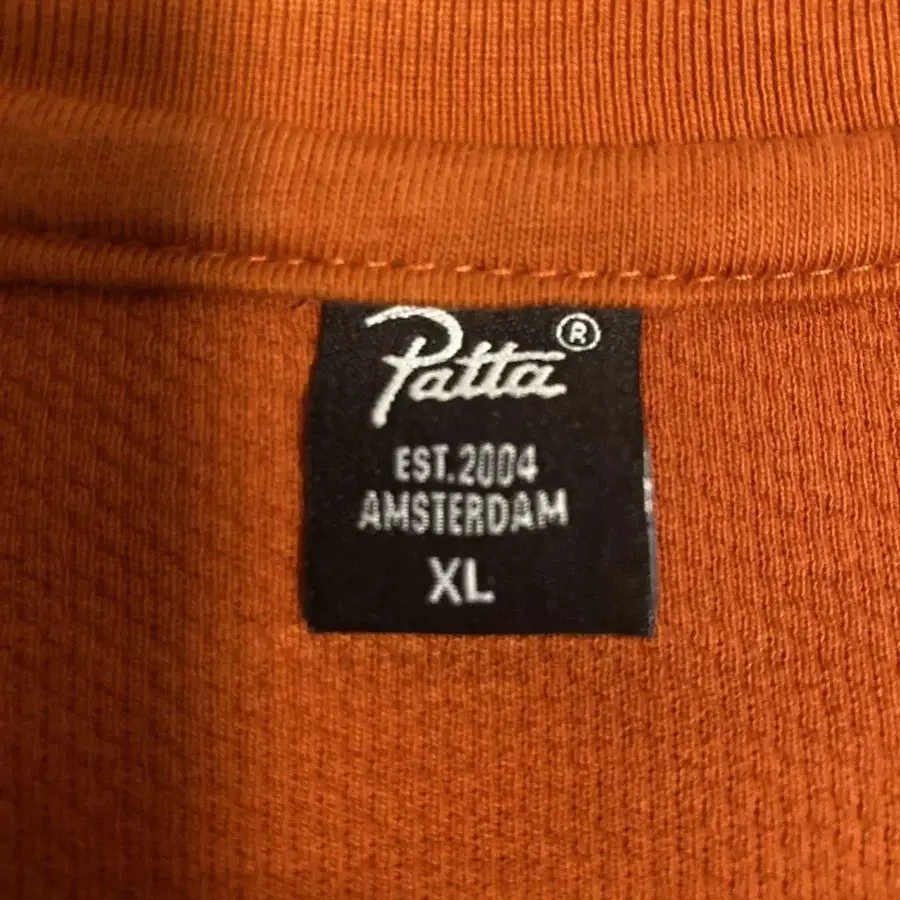 Patta ®
EST.2004
AMSTERDAM
XL